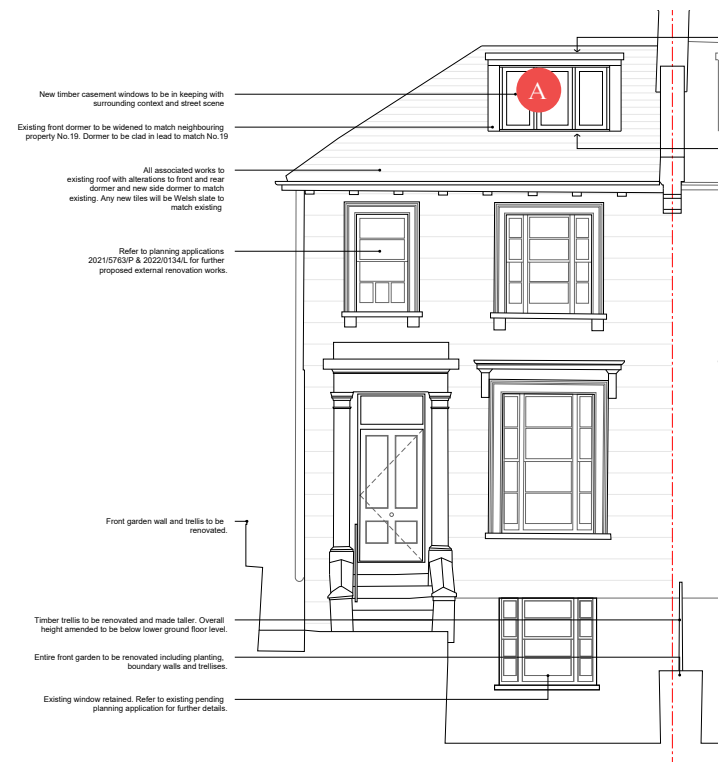 A
New timber casement windows to be in keeping with
surrounding context and street scene
Existing front dormer to be widened to match neighbouring
property No.19. Dormer to be clad in lead to match No.19
All associated works to
existing roof with alterations to front and rear
dormer and new side dormer to match
existing. Any new tiles will be Welsh slate to
match existing
Refer to planning applications
2021/5763/P & 2022/0134/L for further
proposed external renovation works.
Front garden wall and trellis to be
renovated.
Timber trellis to be renovated and made taller. Overall
height amended to be below lower ground floor level.
Entire front garden to be renovated including planting,
boundary walls and trellises.
Existing window retained. Refer to existing pending
planning application for further details.